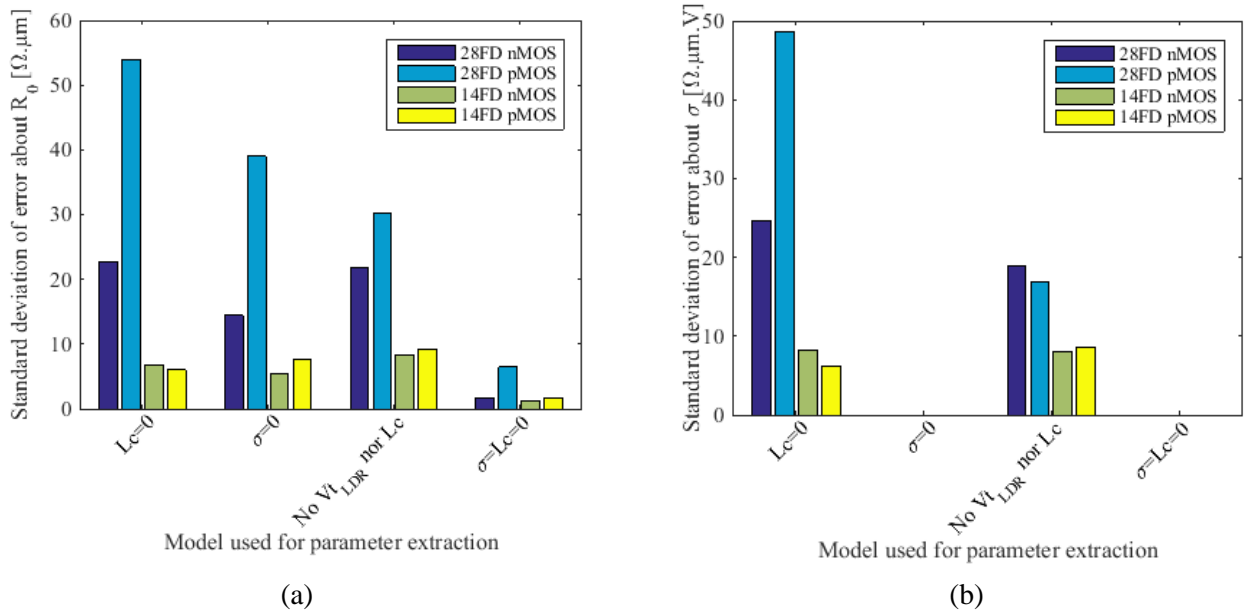 Standard deviation of error about R₀ [Ω.μm]
60
50
40
30
20
10
0
28FD nMOS
28FD pMOS
14FD nMOS
14FD pMOS
Lc=0
σ=0
No Vt_LDR nor Lc
σ=Lc=0
Model used for parameter extraction
(a)
Standard deviation of error about σ [Ω.μm.V]
50
40
30
20
10
0
28FD nMOS
28FD pMOS
14FD nMOS
14FD pMOS
Lc=0
σ=0
No Vt_LDR nor Lc
σ=Lc=0
Model used for parameter extraction
(b)